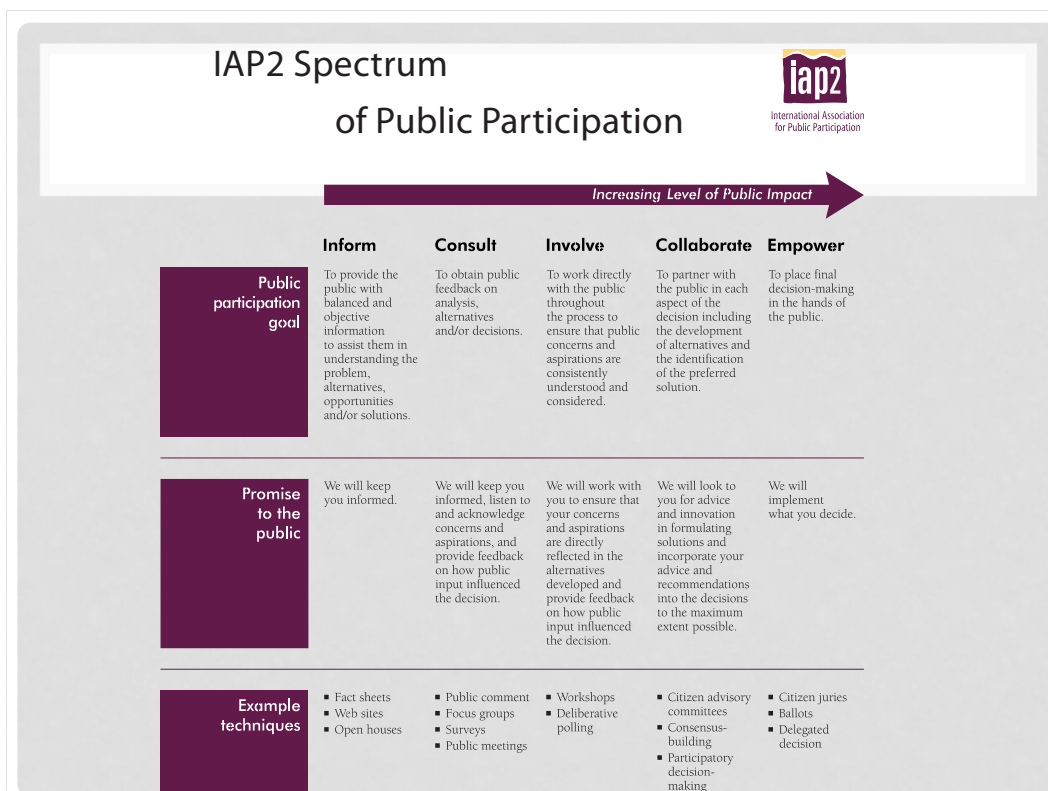 IAP2 Spectrum
of Public Participation
iap2
International Association
for Public Participation
Increasing Level of Public Impact
Inform
Consult
Involve
Collaborate
Empower
Public
participation
goal
To provide the
public with
balanced and
objective
information
to assist them in
understanding the
problem,
alternatives,
opportunities
and/or solutions.
To obtain public
feedback on
analysis,
alternatives
and/or decisions.
To work directly
with the public
throughout
the process to
ensure that public
concerns and
aspirations are
consistently
understood and
considered.
To partner with
the public in each
aspect of the
decision including
the development
of alternatives and
the identification
of the preferred
solution.
To place final
decision-making
in the hands of
the public.
Promise
to the
public
We will keep
you informed.
We will keep you
informed, listen to
and acknowledge
concerns and
aspirations, and
provide feedback
on how public
input influenced
the decision.
We will work with
you to ensure that
your concerns
and aspirations
are directly
reflected in the
alternatives
developed and
provide feedback
on how public
input influenced
the decision.
We will look to
you for advice
and innovation
in formulating
solutions and
incorporate your
advice and
recommendations
into the decisions
to the maximum
extent possible.
We will
implement
what you decide.
Example
techniques
■ Fact sheets
■ Web sites
■ Open houses
■ Public comment
■ Focus groups
■ Surveys
■ Public meetings
■ Workshops
■ Deliberative
polling
■ Citizen advisory
committees
■ Consensus-
building
■ Participatory
decision-
making
■ Citizen juries
■ Ballots
■ Delegated
decision